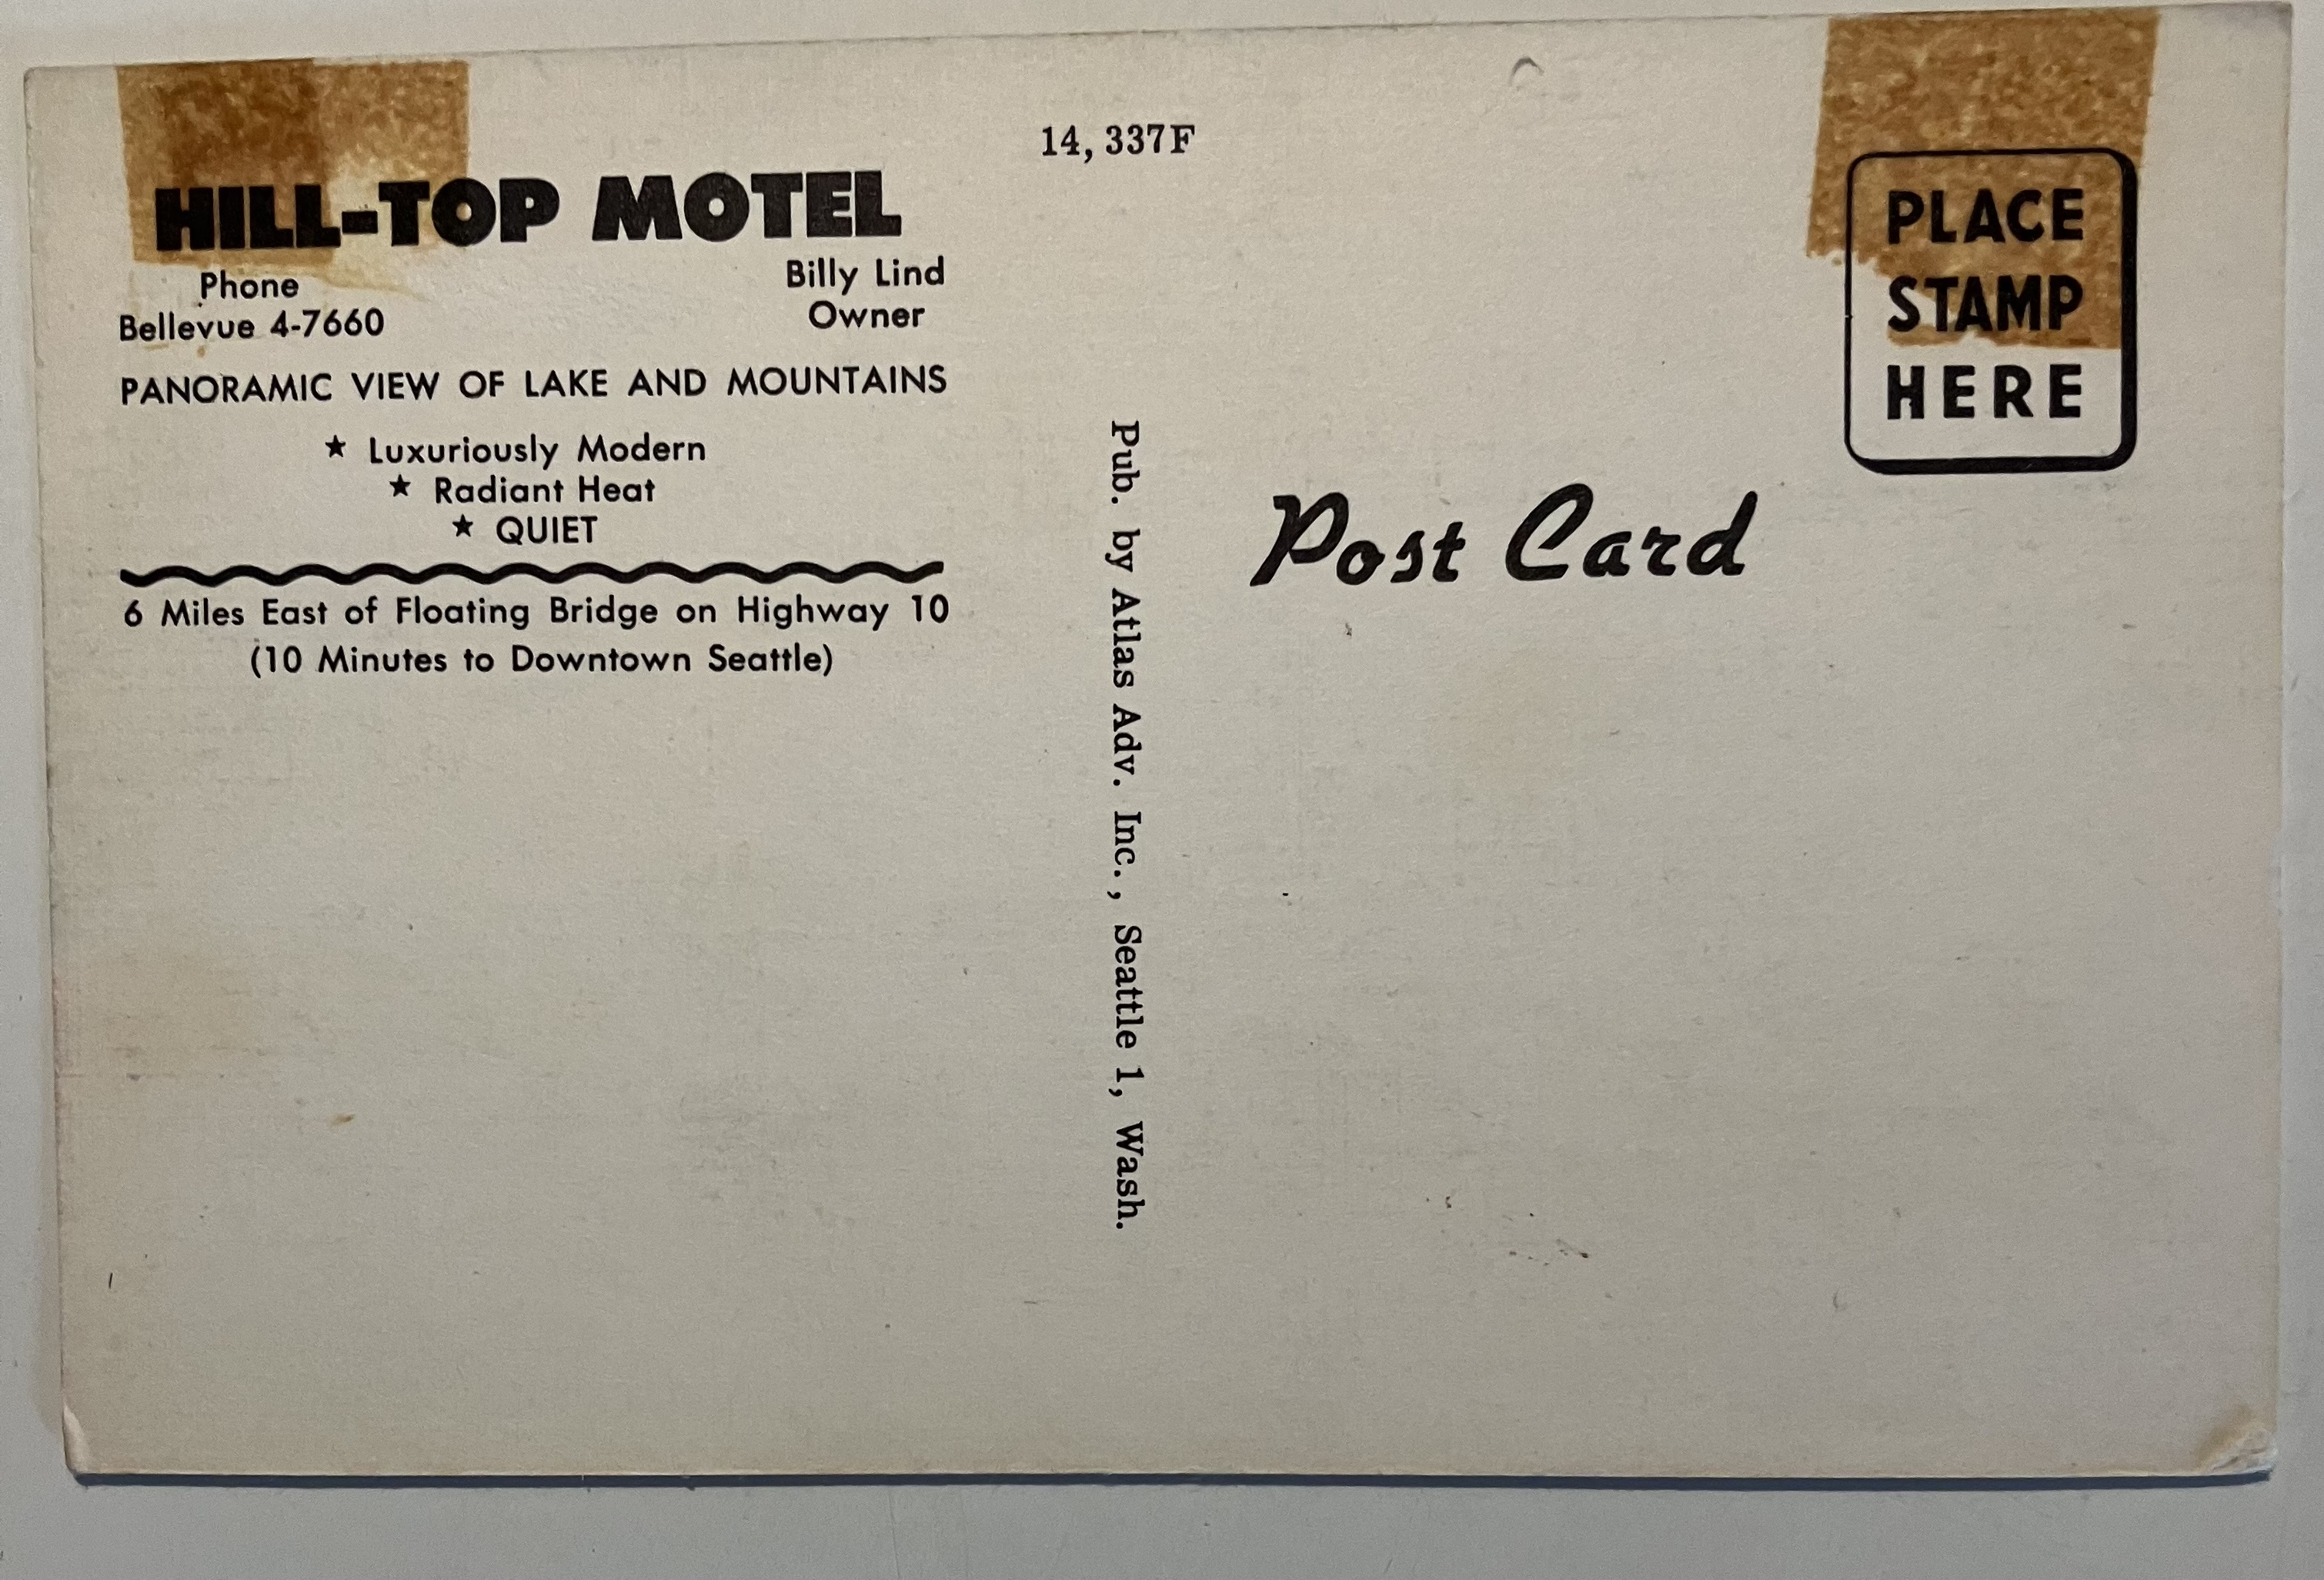 HILL-TOP MOTEL
Phone
Bellevue 4-7660
Billy Lind
Owner
PANORAMIC VIEW OF LAKE AND MOUNTAINS
★ Luxuriously Modern
★ Radiant Heat
★ QUIET
6 Miles East of Floating Bridge on Highway 10
(10 Minutes to Downtown Seattle)
14,337F
Pub. by Atlas Adv. Inc., Seattle 1, Wash.
Post Card
PLACE
STAMP
HERE